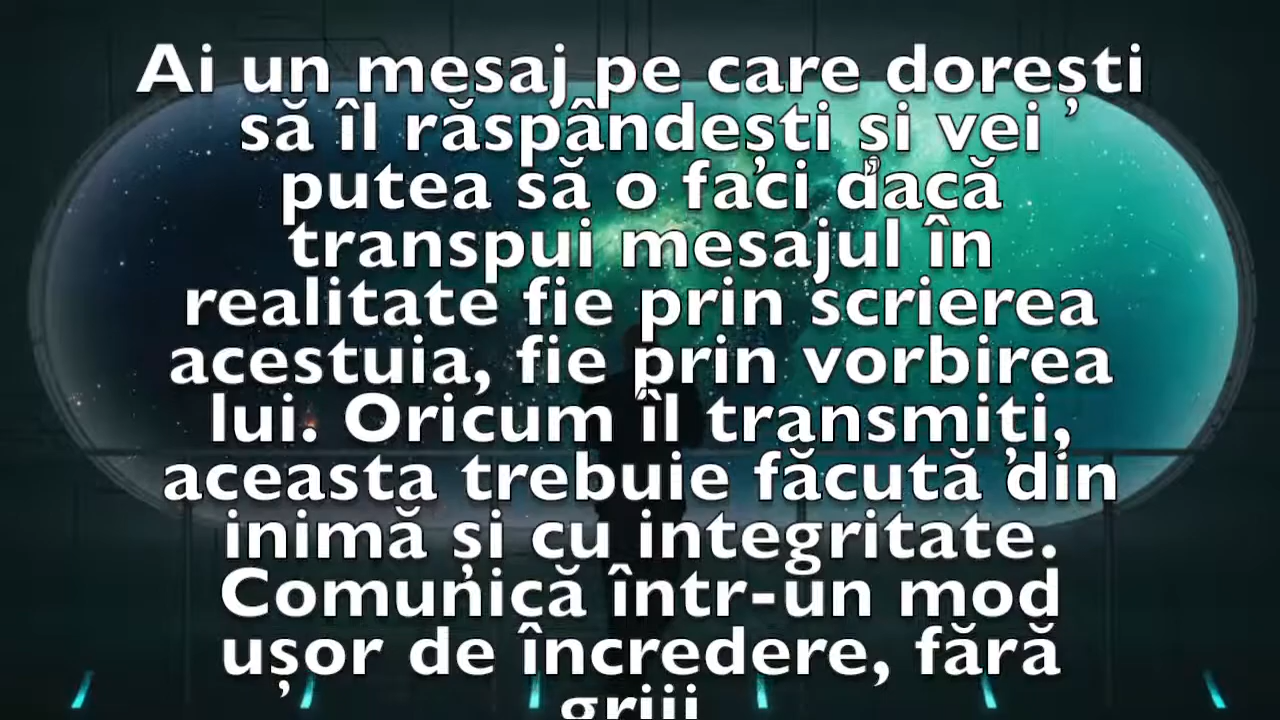 Ai un mesaj pe care dorești
să îl răspândești și vei
putea să o faci dacă
transpui mesajul în
realitate fie prin scrierea
acestuia, fie prin vorbirea
lui. Oricum îl transmiți,
aceasta trebuie făcută din
inimă și cu integritate.
Comunică într-un mod
ușor de încredere, fără
griji